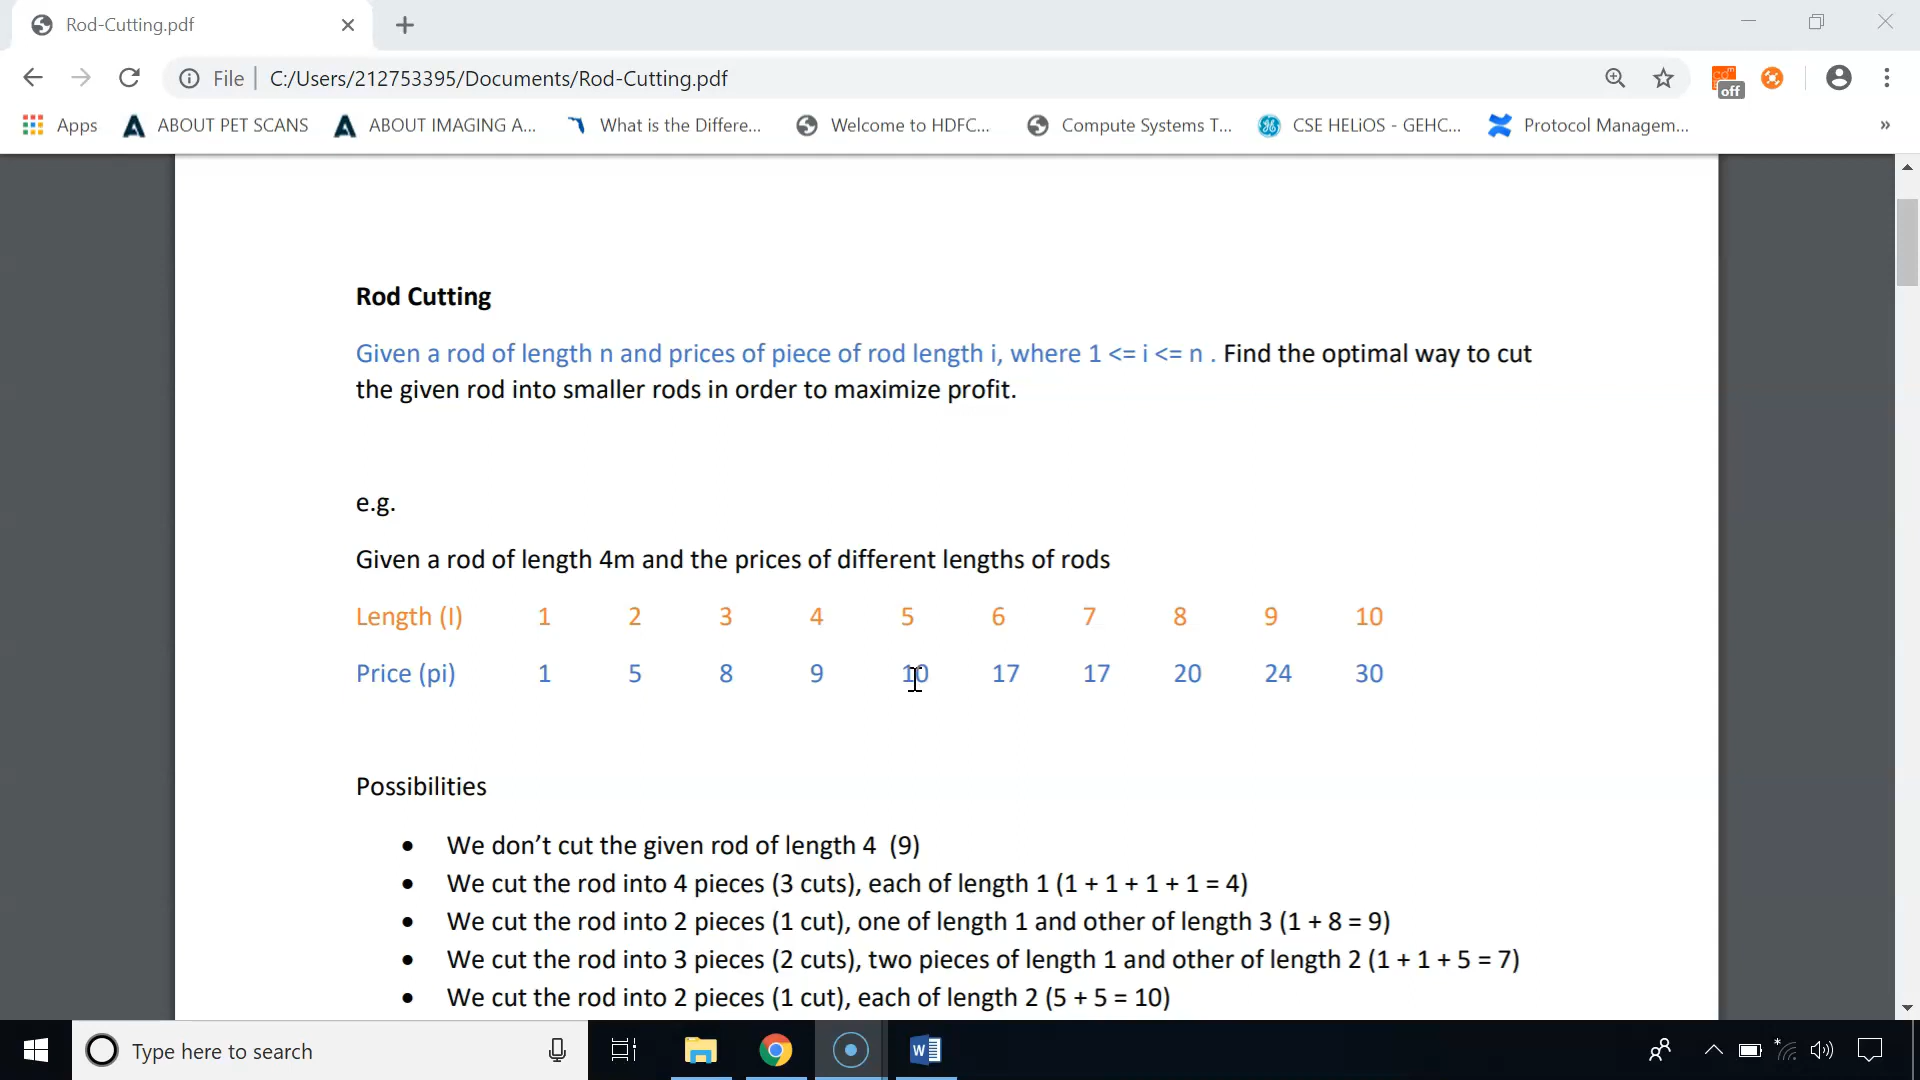 Rod-Cutting.pdf
File C:/Users/212753395/Documents/Rod-Cutting.pdf
off
Apps ABOUT PET SCANS ABOUT IMAGING A... What is the Differe... Welcome to HDFC... Compute Systems T... CSE HELiOS - GEHC... Protocol Managem... »
Rod Cutting
Given a rod of length n and prices of piece of rod length i, where 1 <= i <= n . Find the optimal way to cut
the given rod into smaller rods in order to maximize profit.
e.g.
Given a rod of length 4m and the prices of different lengths of rods
Length (I) 1 2 3 4 5 6 7 8 9 10
Price (pi) 1 5 8 9 10 17 17 20 24 30
Possibilities
• We don’t cut the given rod of length 4 (9)
• We cut the rod into 4 pieces (3 cuts), each of length 1 (1 + 1 + 1 + 1 = 4)
• We cut the rod into 2 pieces (1 cut), one of length 1 and other of length 3 (1 + 8 = 9)
• We cut the rod into 3 pieces (2 cuts), two pieces of length 1 and other of length 2 (1 + 1 + 5 = 7)
• We cut the rod into 2 pieces (1 cut), each of length 2 (5 + 5 = 10)
Type here to search